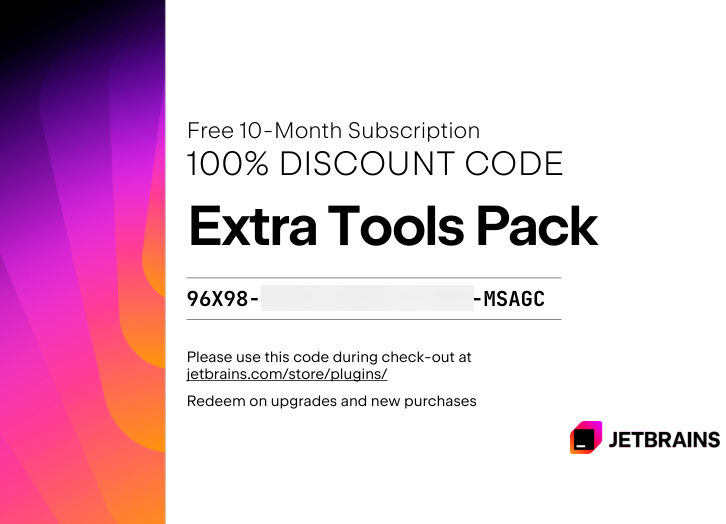 Free 10-Month Subscription
100% DISCOUNT CODE
Extra Tools Pack
96X98- -MSAGC
Please use this code during check-out at
jetbrains.com/store/plugins/
Redeem on upgrades and new purchases
JETBRAINS